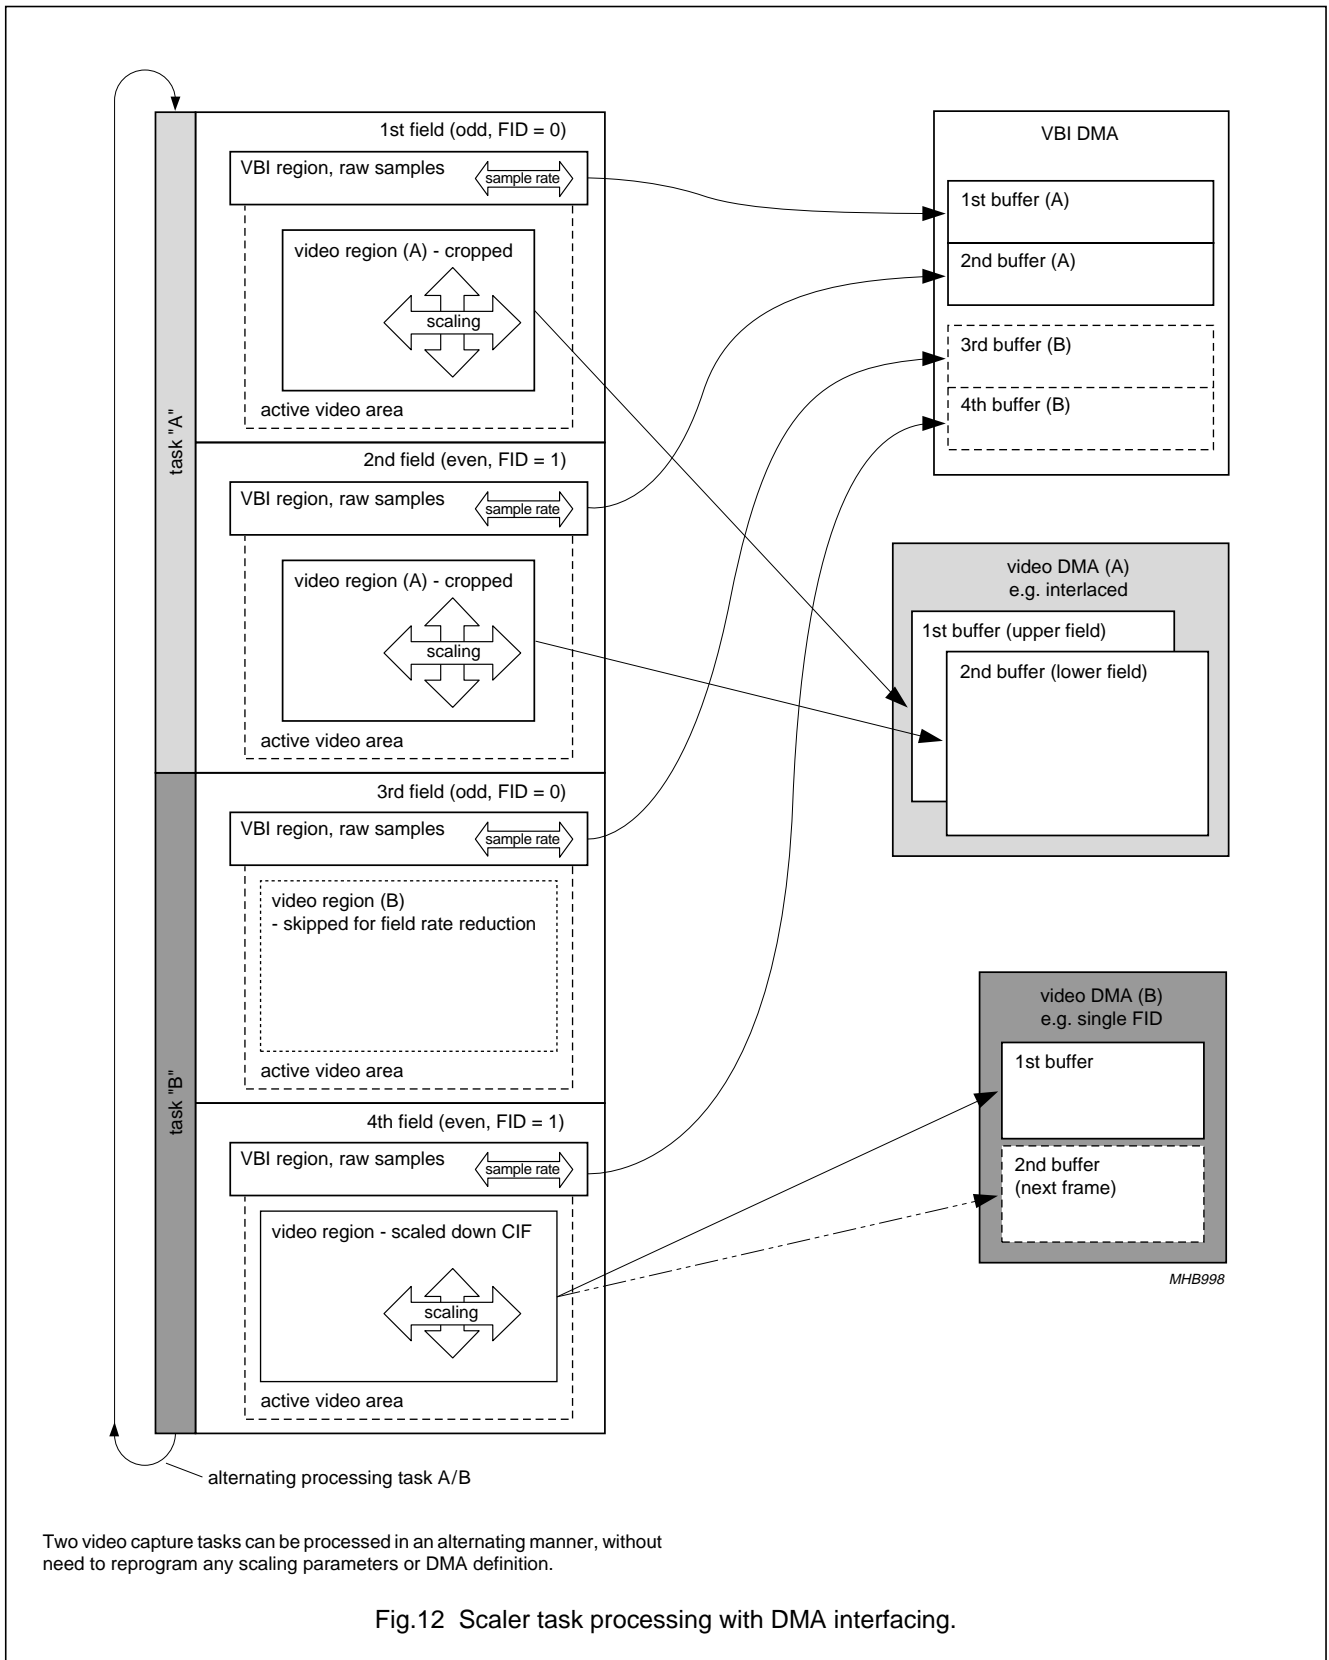 1st field (odd, FID = 0)
VBI region, raw samples
sample rate
video region (A) - cropped
scaling
active video area
task "A"
2nd field (even, FID = 1)
VBI region, raw samples
sample rate
video region (A) - cropped
scaling
active video area
3rd field (odd, FID = 0)
VBI region, raw samples
sample rate
video region (B)
- skipped for field rate reduction
active video area
task "B"
4th field (even, FID = 1)
VBI region, raw samples
sample rate
video region - scaled down CIF
scaling
active video area
alternating processing task A/B
VBI DMA
1st buffer (A)
2nd buffer (A)
3rd buffer (B)
4th buffer (B)
video DMA (A)
e.g. interlaced
1st buffer (upper field)
2nd buffer (lower field)
video DMA (B)
e.g. single FID
1st buffer
2nd buffer
(next frame)
MHB998
Two video capture tasks can be processed in an alternating manner, without
need to reprogram any scaling parameters or DMA definition.
Fig.12 Scaler task processing with DMA interfacing.